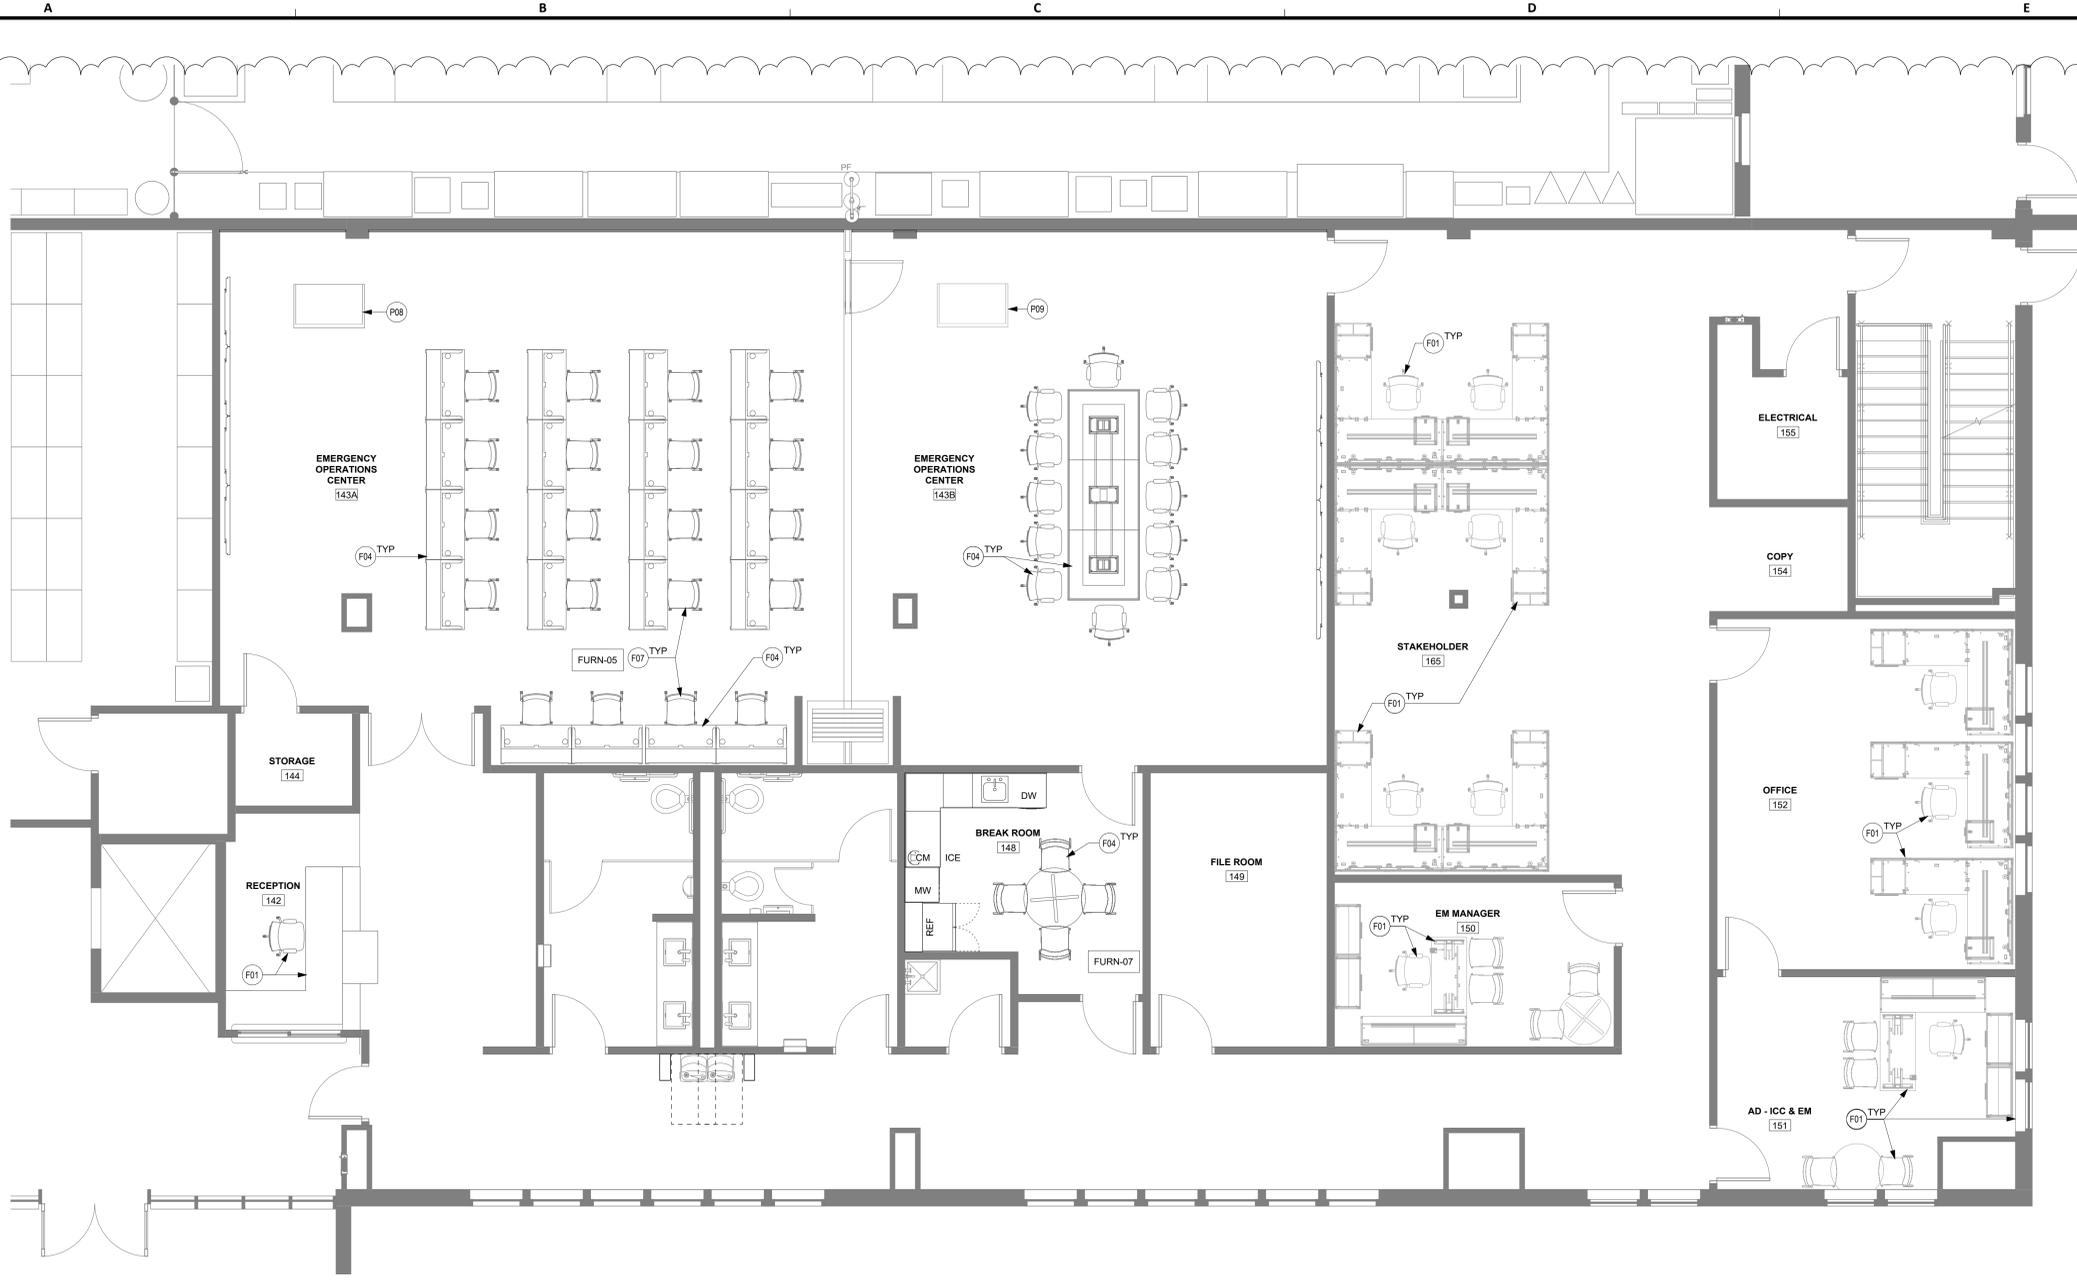 A
B
C
D
E
PF
P08
P09
F01
TYP
ELECTRICAL
155
EMERGENCY
OPERATIONS
CENTER
143A
EMERGENCY
OPERATIONS
CENTER
143B
F04
TYP
F04
TYP
COPY
154
FURN-05
F07
TYP
F04
TYP
STAKEHOLDER
165
F01
TYP
STORAGE
144
DW
OFFICE
152
BREAK ROOM
148
F04
TYP
F01
TYP
CM
ICE
FILE ROOM
149
MW
RECEPTION
142
REF
EM MANAGER
150
F01
TYP
FURN-07
F01
AD - ICC & EM
151
F01
TYP